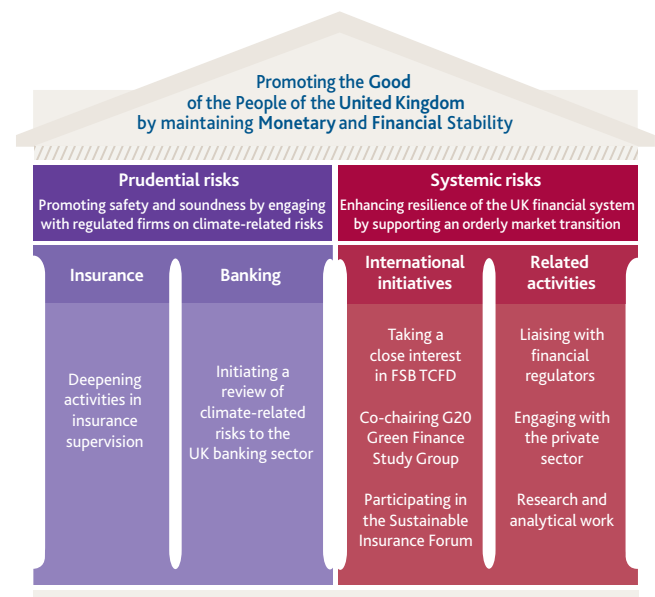 Promoting the Good
of the People of the United Kingdom
by maintaining Monetary and Financial Stability
Prudential risks
Promoting safety and soundness by engaging
with regulated firms on climate-related risks
Systemic risks
Enhancing resilience of the UK financial system
by supporting an orderly market transition
Insurance
Deepening
activities in
insurance
supervision
Banking
Initiating a
review of
climate-related
risks to the
UK banking sector
International
initiatives
Taking a
close interest
in FSB TCFD
Co-chairing G20
Green Finance
Study Group
Participating in
the Sustainable
Insurance Forum
Related
activities
Liaising with
financial
regulators
Engaging with
the private
sector
Research and
analytical work